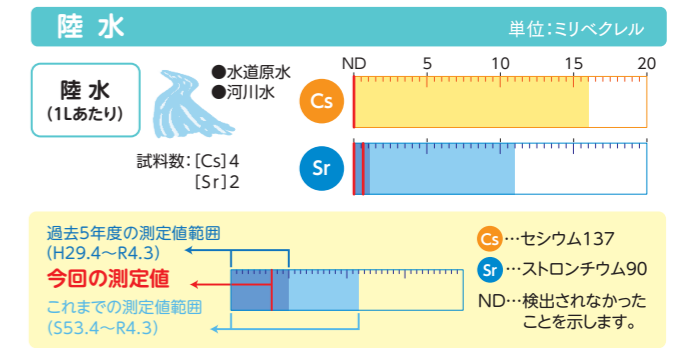 陸 水
単位：ミリベクレル
陸 水
(1Lあたり)
●水道原水
●河川水
試料数：[Cs]4
[Sr]2
ND 5 10 15 20
Cs
Sr
過去5年度の測定値範囲
(H29.4〜R4.3)
今回の測定値
これまでの測定値範囲
(S53.4〜R4.3)
Cs…セシウム137
Sr…ストロンチウム90
ND…検出されなかった
ことを示します。